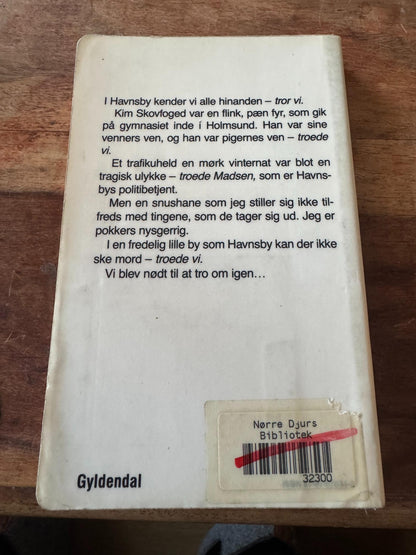 I Havnsby kender vi alle hinanden – tror vi.
Kim Skovfoged var en flink, pæn fyr, som gik
på gymnasiet inde i Holmsund. Han var sine
venners ven, og han var pigernes ven – troede
vi.
Et trafikuheld en mørk vinternat var blot en
tragisk ulykke – troede Madsen, som er Havns-
bys politibetjent.
Men en snushane som jeg stiller sig ikke til-
freds med tingene, som de tager sig ud. Jeg er
pokkers nysgerrig.
I en fredelig lille by som Havnsby kan der ikke
ske mord – troede vi.
Vi blev nødt til at tro om igen...
Nørre Djurs
Bibliotek
32300
Gyldendal